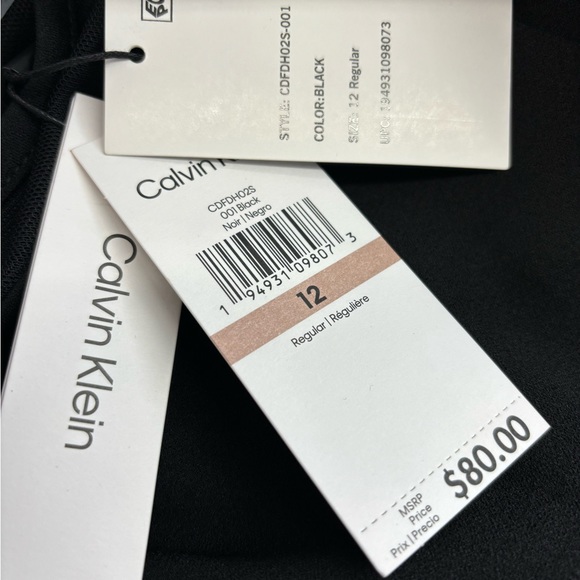 STYLE: CDFDH02S-001
COLOR:BLACK
SIZE: 12 Regular
UPC:194931098073
Calvin K
CDFDH02S
001 Black
Noir | Negro
1 94931 09807 3
12
Regular | Régulière
MSRP
Price
Prix | Precio
$80.00
Calvin Klein